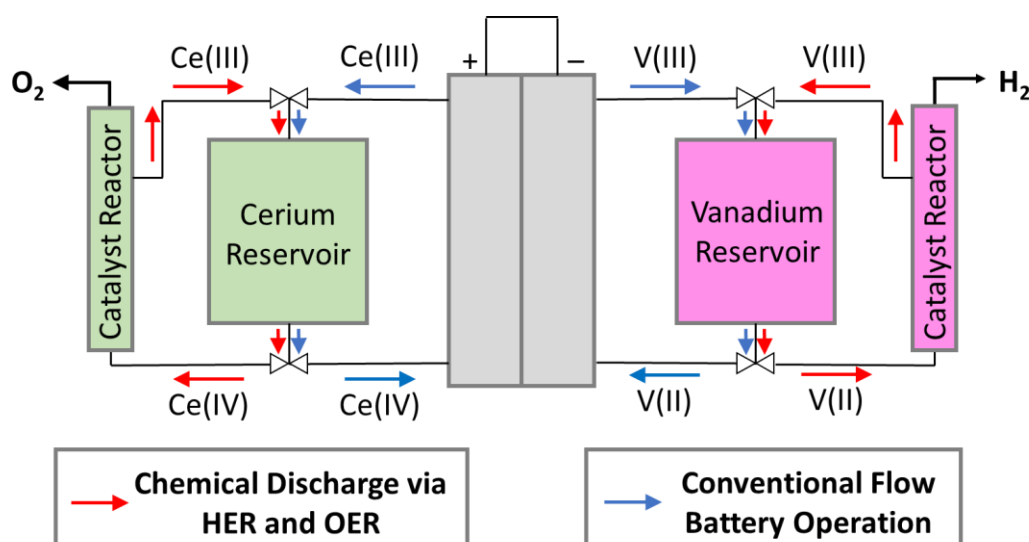 Ce(III)
Ce(III)
+
−
V(III)
V(III)
O2
H2
Catalyst Reactor
Cerium
Reservoir
Vanadium
Reservoir
Catalyst Reactor
Ce(IV)
Ce(IV)
V(II)
V(II)
Chemical Discharge via
HER and OER
Conventional Flow
Battery Operation